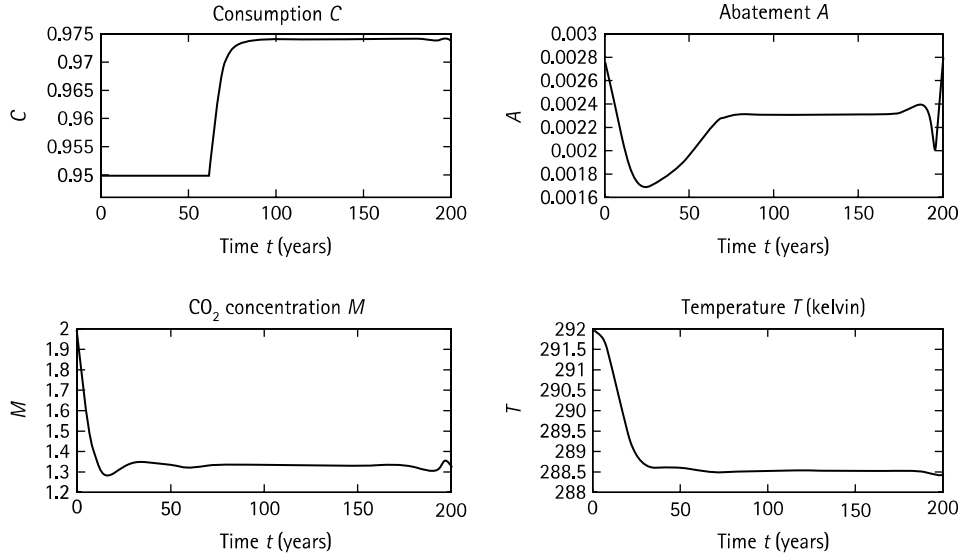 Consumption C
0.975
0.97
0.965
0.96
0.955
0.95
C
0 50 100 150 200
Time t (years)
Abatement A
0.003
0.0028
0.0026
0.0024
0.0022
0.002
0.0018
0.0016
A
0 50 100 150 200
Time t (years)
CO₂ concentration M
2
1.9
1.8
1.7
1.6
1.5
1.4
1.3
1.2
M
0 50 100 150 200
Time t (years)
Temperature T (kelvin)
292
291.5
292
290.5
290
289.5
289
288.5
288
T
0 50 100 150 200
Time t (years)